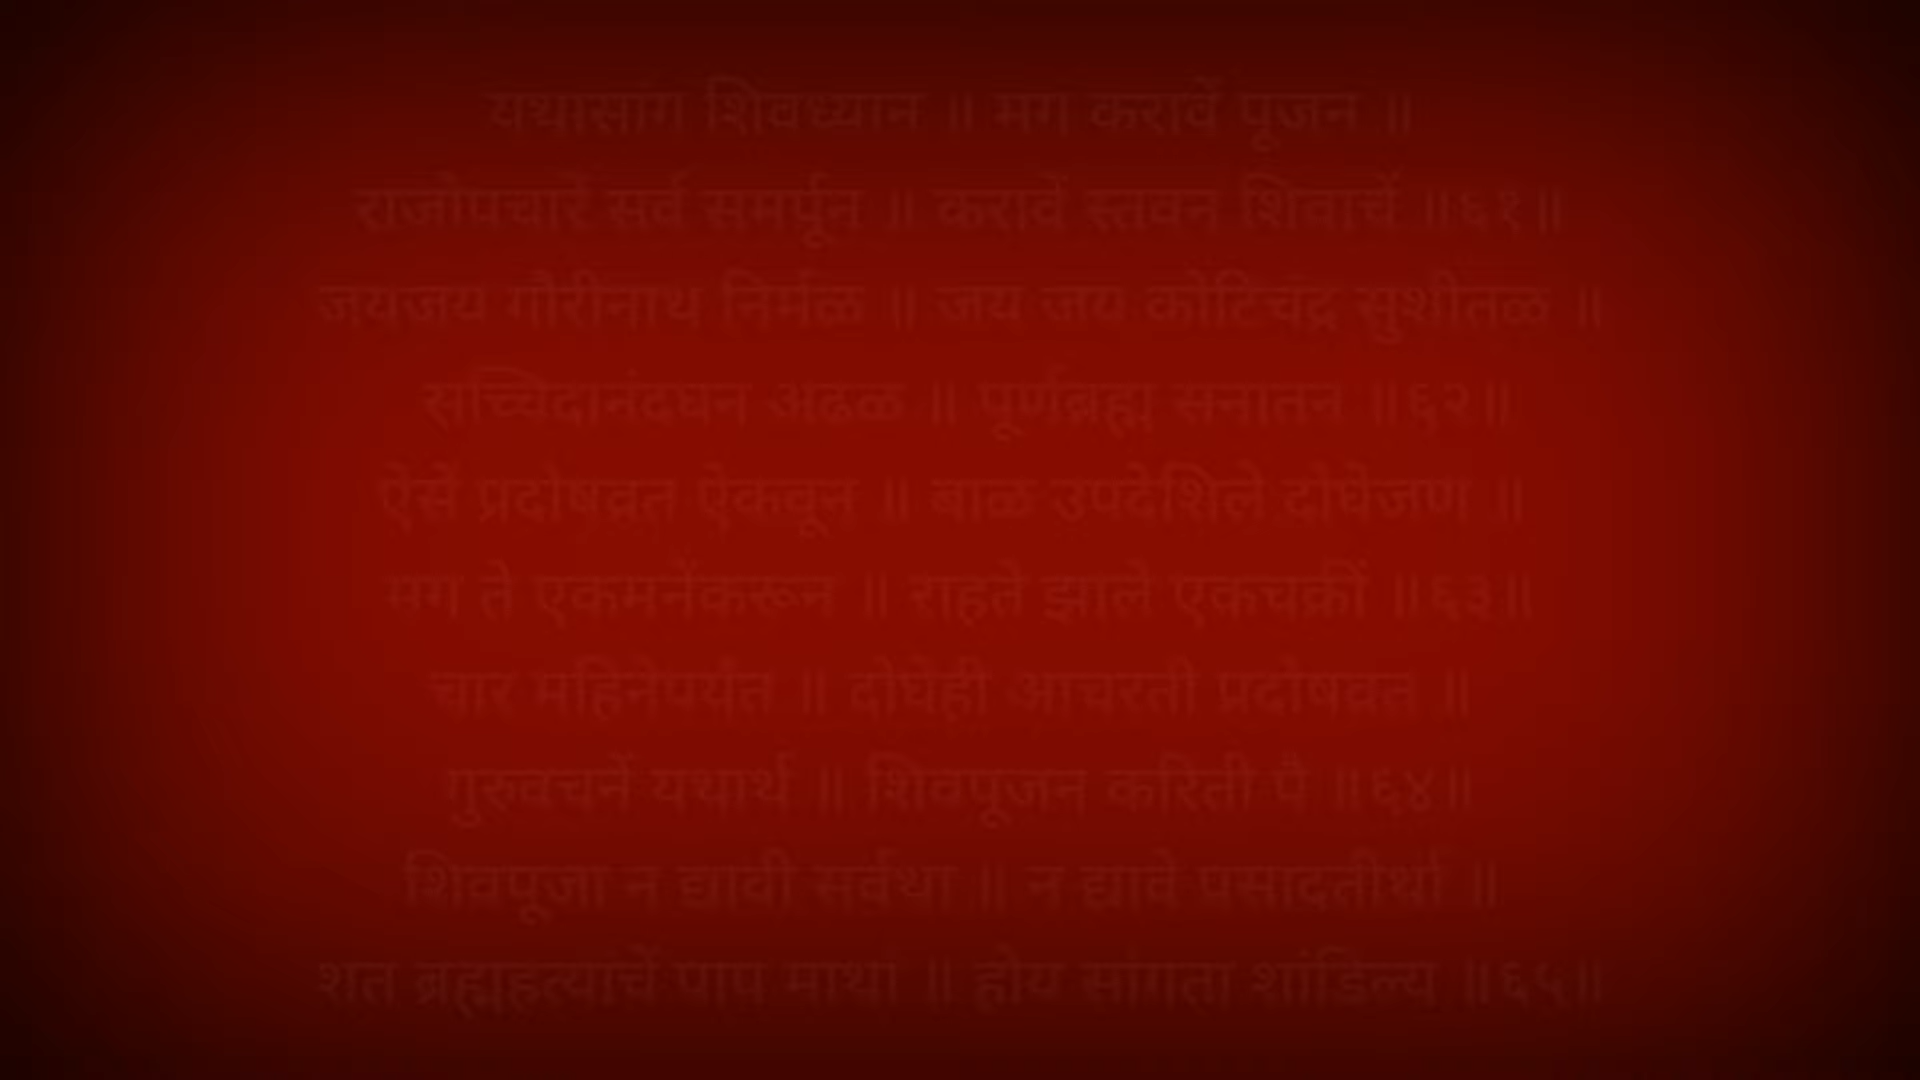 यथासांग शिवध्यान ॥ मग करावें पूजन ॥
राजोपचारें सर्व समर्पून ॥ करावें स्तवन शिवाचें ॥६१॥
जयजय गौरीनाथ निर्मळ ॥ जय जय कोटिचंद्र सुशीतळ ॥
सच्चिदानंदघन अढळ ॥ पूर्णब्रह्म सनातन ॥६२॥
ऐसें प्रदोषव्रत ऐकवून ॥ बाळ उपदेशिले दोघेजण ॥
मग ते एकमनेंकरून ॥ राहते झाले एकचक्रीं ॥६३॥
चार महिनेपर्यंत ॥ दोघेही आचरती प्रदोषव्रत ॥
गुरुवचनें यथार्थ ॥ शिवपूजन करिती पै ॥६४॥
शिवपूजा न द्यावी सर्वथा ॥ न द्यावे प्रसादतीर्था ॥
शत ब्रह्महत्यांचें पाप माथां ॥ होय सांगता शांडिल्य ॥६५॥